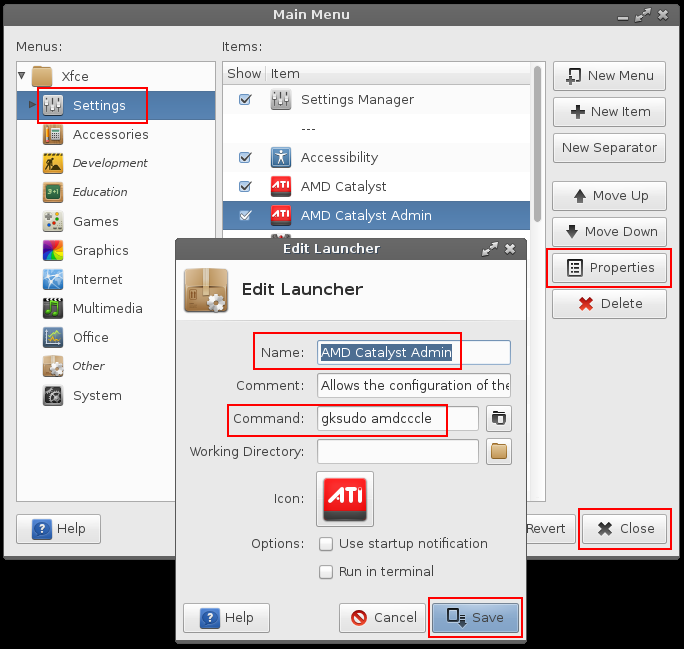 Main Menu
Menus:
Items:
Xfce
Settings
Accessories
Development
Education
Games
Graphics
Internet
Multimedia
Office
Other
System
Show Item
Settings Manager
---
Accessibility
ATI AMD Catalyst
ATI AMD Catalyst Admin
New Menu
New Item
New Separator
Move Up
Move Down
Properties
Delete
Help
Revert
Close
Edit Launcher
Edit Launcher
Name: AMD Catalyst Admin
Comment: Allows the configuration of the
Command: gksudo amdcccle
Working Directory:
Icon: ATI
Options: Use startup notification
Run in terminal
Help
Cancel
Save